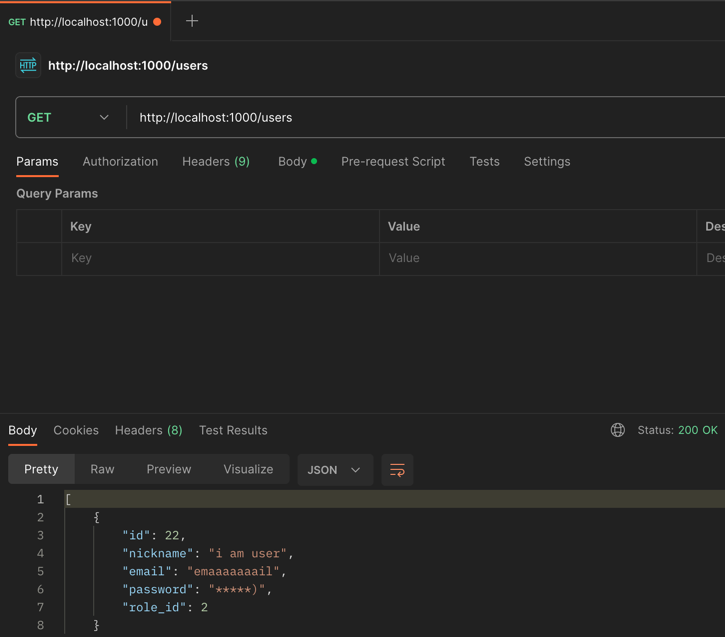 GET http://localhost:1000/u
HTTP http://localhost:1000/users
GET http://localhost:1000/users
Params Authorization Headers (9) Body Pre-request Script Tests Settings
Query Params
Key Value Des
Key Value Des
Body Cookies Headers (8) Test Results Status: 200 OK
Pretty Raw Preview Visualize JSON
1 [
2 {
3 "id": 22,
4 "nickname": "i am user",
5 "email": "emaaaaaaail",
6 "password": "*****)",
7 "role_id": 2
8 }